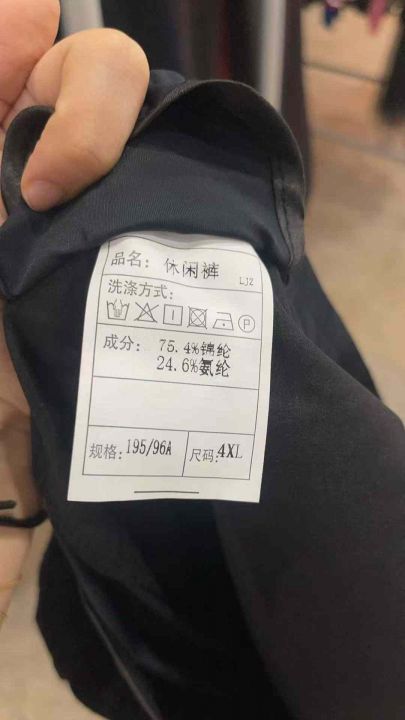 品名: 休闲裤
LJZ
洗涤方式:
P
成分: 75.4%锦纶
24.6%氨纶
规格: 195/96A
尺码: 4XL